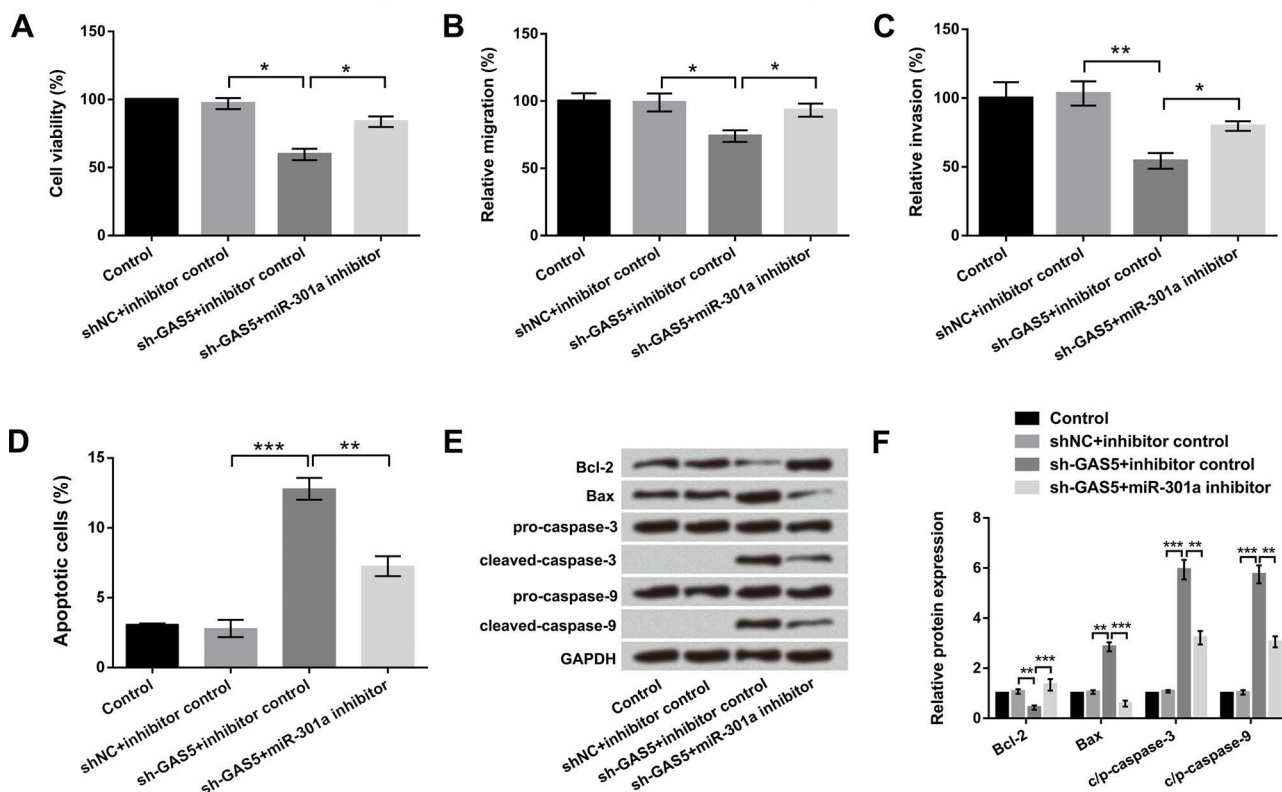 A
Cell viability (%)
150
100
50
0
*
*
Control
shNC+inhibitor control
sh-GAS5+inhibitor control
sh-GAS5+miR-301a inhibitor
B
Relative migration (%)
150
100
50
0
*
*
Control
shNC+inhibitor control
sh-GAS5+inhibitor control
sh-GAS5+miR-301a inhibitor
C
Relative invasion (%)
150
100
50
0
**
*
Control
shNC+inhibitor control
sh-GAS5+inhibitor control
sh-GAS5+miR-301a inhibitor
D
Apoptotic cells (%)
15
10
5
0
***
**
Control
shNC+inhibitor control
sh-GAS5+inhibitor control
sh-GAS5+miR-301a inhibitor
E
Bcl-2
Bax
pro-caspase-3
cleaved-caspase-3
pro-caspase-9
cleaved-caspase-9
GAPDH
Control
shNC+inhibitor control
sh-GAS5+inhibitor control
sh-GAS5+miR-301a inhibitor
F
Control
shNC+inhibitor control
sh-GAS5+inhibitor control
sh-GAS5+miR-301a inhibitor
Relative protein expression
8
6
4
2
0
** ***
** ***
*** **
*** **
Bcl-2
Bax
c/p-caspase-3
c/p-caspase-9